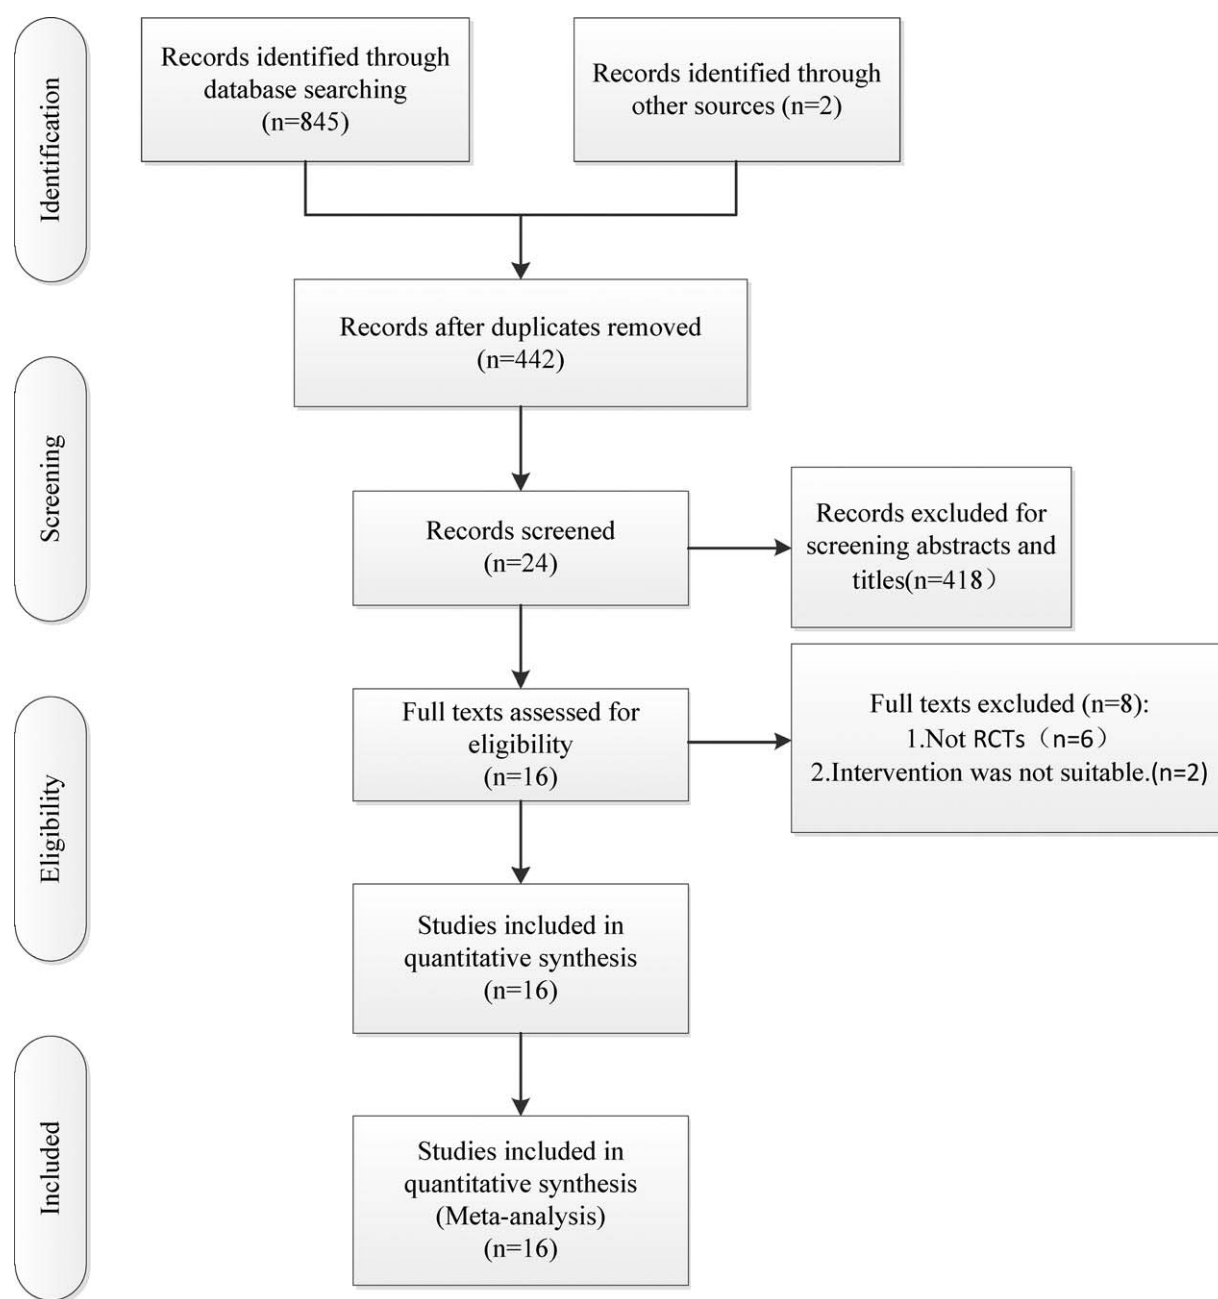 Identification
Records identified through
database searching
(n=845)
Records identified through
other sources (n=2)
Records after duplicates removed
(n=442)
Screening
Records screened
(n=24)
Records excluded for
screening abstracts and
titles(n=418）
Eligibility
Full texts assessed for
eligibility
(n=16)
Full texts excluded (n=8):
1.Not RCTs（n=6）
2.Intervention was not suitable.(n=2)
Studies included in
quantitative synthesis
(n=16)
Included
Studies included in
quantitative synthesis
(Meta-analysis)
(n=16)